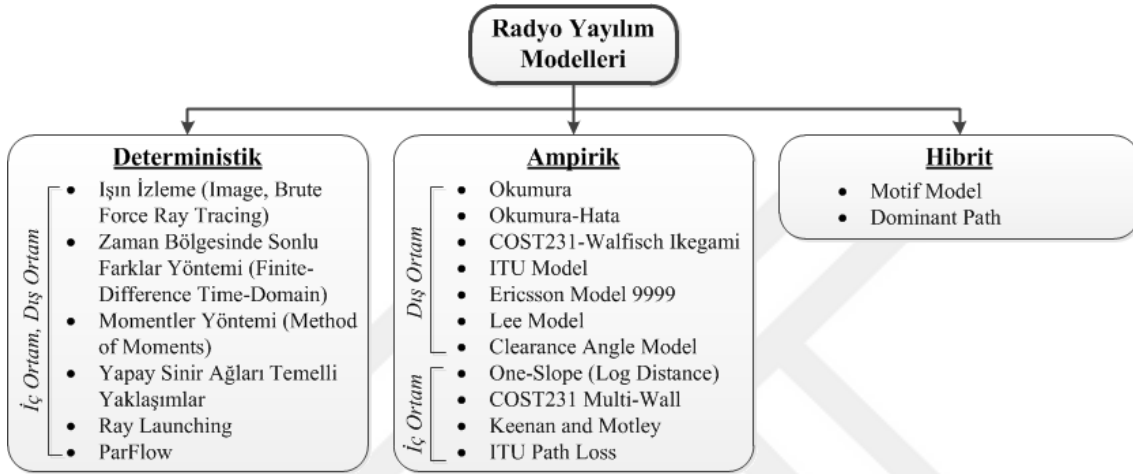 Radyo Yayılım
Modelleri
Deterministik
İç Ortam, Dış Ortam
• Işın İzleme (Image, Brute
Force Ray Tracing)
• Zaman Bölgesinde Sonlu
Farklar Yöntemi (Finite-
Difference Time-Domain)
• Momentler Yöntemi (Method
of Moments)
• Yapay Sinir Ağları Temelli
Yaklaşımlar
• Ray Launching
• ParFlow
Ampirik
Dış Ortam
• Okumura
• Okumura-Hata
• COST231-Walfisch Ikegami
• ITU Model
• Ericsson Model 9999
• Lee Model
• Clearance Angle Model
İç Ortam
• One-Slope (Log Distance)
• COST231 Multi-Wall
• Keenan and Motley
• ITU Path Loss
Hibrit
• Motif Model
• Dominant Path